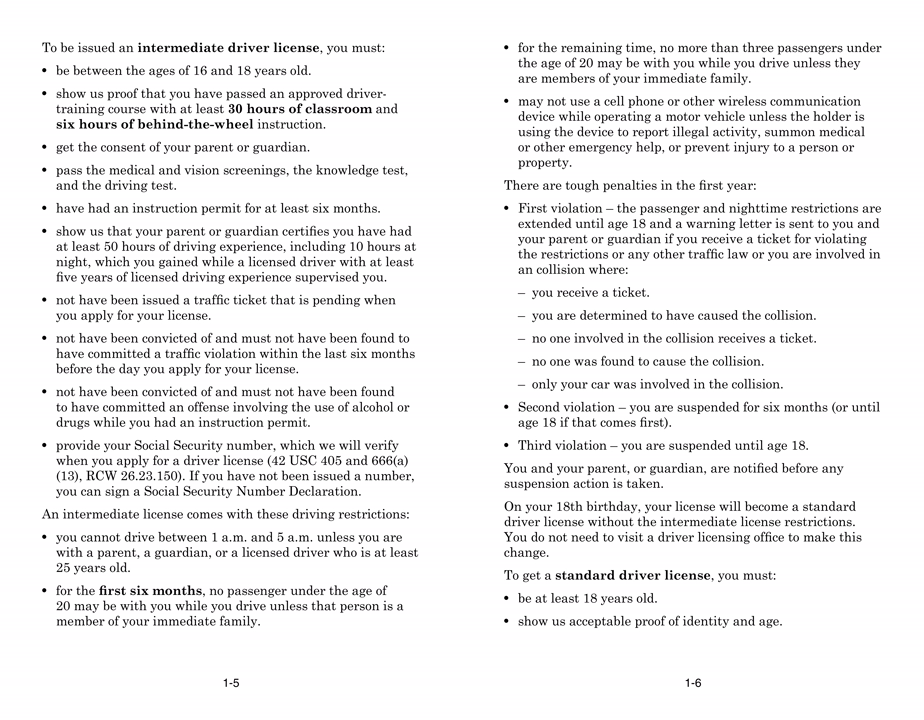 To be issued an intermediate driver license, you must:
• be between the ages of 16 and 18 years old.
• show us proof that you have passed an approved driver-
training course with at least 30 hours of classroom and
six hours of behind-the-wheel instruction.
• get the consent of your parent or guardian.
• pass the medical and vision screenings, the knowledge test,
and the driving test.
• have had an instruction permit for at least six months.
• show us that your parent or guardian certifies you have had
at least 50 hours of driving experience, including 10 hours at
night, which you gained while a licensed driver with at least
five years of licensed driving experience supervised you.
• not have been issued a traffic ticket that is pending when
you apply for your license.
• not have been convicted of and must not have been found to
have committed a traffic violation within the last six months
before the day you apply for your license.
• not have been convicted of and must not have been found
to have committed an offense involving the use of alcohol or
drugs while you had an instruction permit.
• provide your Social Security number, which we will verify
when you apply for a driver license (42 USC 405 and 666(a)
(13), RCW 26.23.150). If you have not been issued a number,
you can sign a Social Security Number Declaration.
An intermediate license comes with these driving restrictions:
• you cannot drive between 1 a.m. and 5 a.m. unless you are
with a parent, a guardian, or a licensed driver who is at least
25 years old.
• for the first six months, no passenger under the age of
20 may be with you while you drive unless that person is a
member of your immediate family.
1-5
• for the remaining time, no more than three passengers under
the age of 20 may be with you while you drive unless they
are members of your immediate family.
• may not use a cell phone or other wireless communication
device while operating a motor vehicle unless the holder is
using the device to report illegal activity, summon medical
or other emergency help, or prevent injury to a person or
property.
There are tough penalties in the first year:
• First violation – the passenger and nighttime restrictions are
extended until age 18 and a warning letter is sent to you and
your parent or guardian if you receive a ticket for violating
the restrictions or any other traffic law or you are involved in
an collision where:
– you receive a ticket.
– you are determined to have caused the collision.
– no one involved in the collision receives a ticket.
– no one was found to cause the collision.
– only your car was involved in the collision.
• Second violation – you are suspended for six months (or until
age 18 if that comes first).
• Third violation – you are suspended until age 18.
You and your parent, or guardian, are notified before any
suspension action is taken.
On your 18th birthday, your license will become a standard
driver license without the intermediate license restrictions.
You do not need to visit a driver licensing office to make this
change.
To get a standard driver license, you must:
• be at least 18 years old.
• show us acceptable proof of identity and age.
1-6